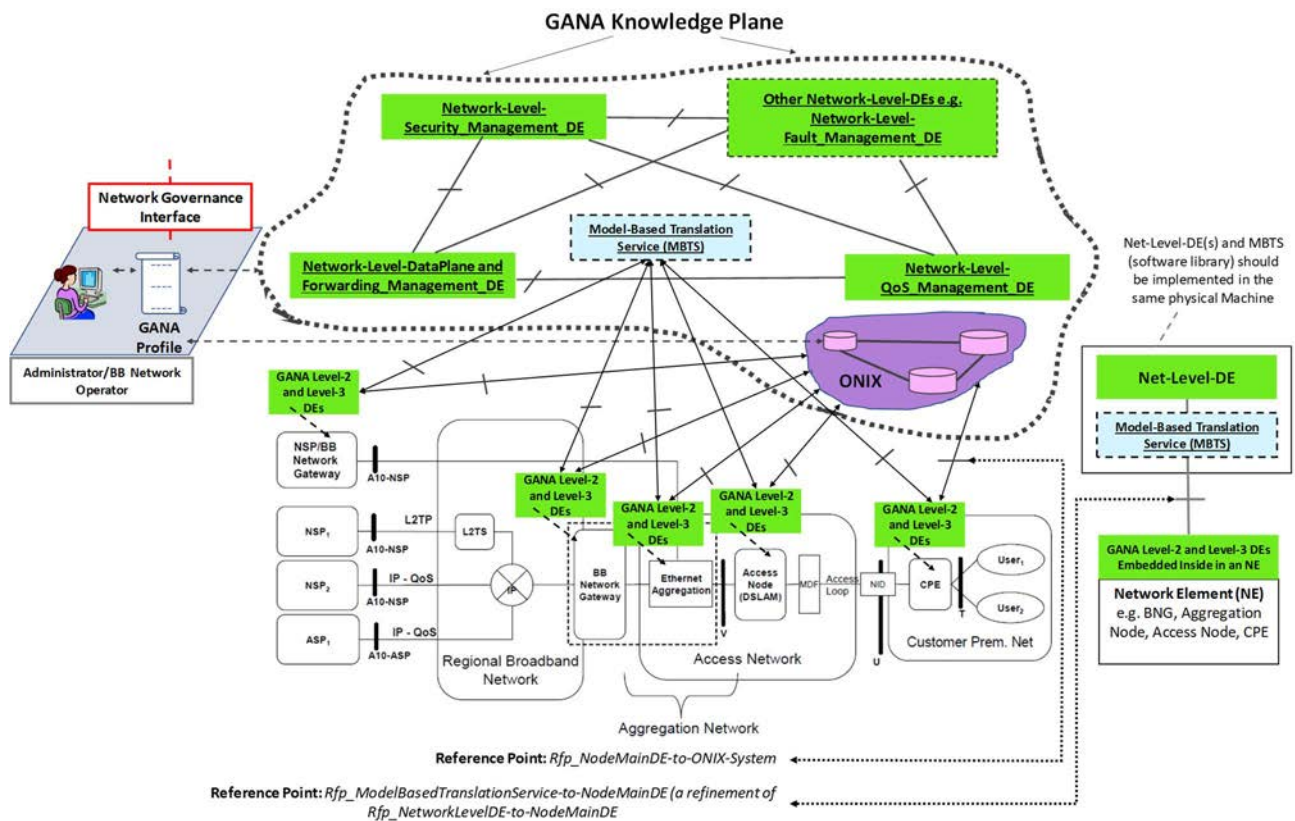 GANA Knowledge Plane
Network-Level-
Security_Management_DE
Other Network-Level-DEs e.g.
Network-Level-
Fault_Management_DE
Network Governance
Interface
Model-Based Translation
Service (MBTS)
Network-Level-DataPlane and
Forwarding_Management_DE
Network-Level-
QoS_Management_DE
Net-Level-DE(s) and MBTS
(software library) should
be implemented in the
same physical Machine
GANA
Profile
Administrator/BB Network
Operator
ONIX
GANA Level-2
and Level-3
DEs
Net-Level-DE
Model-Based Translation
Service (MBTS)
NSP/BB
Network
Gateway
A10-NSP
GANA Level-2
and Level-3
DEs
GANA Level-2
and Level-3
DEs
GANA Level-2
and Level-3
DEs
GANA Level-2
and Level-3
DEs
NSP₁
L2TP
A10-NSP
L2TS
NSP₂
IP - QoS
A10-NSP
IP
BB
Network
Gateway
Ethernet
Aggregation
V
Access
Node
(DSLAM)
MDF
Access
Loop
NID
U
CPE
T
User₁
User₂
ASP₁
IP - QoS
A10-ASP
Regional Broadband
Network
Access Network
Customer Prem. Net
Aggregation Network
GANA Level-2 and Level-3 DEs
Embedded Inside in an NE
Network Element (NE)
e.g. BNG, Aggregation
Node, Access Node, CPE
Reference Point: Rfp_NodeMainDE-to-ONIX-System
Reference Point: Rfp_ModelBasedTranslationService-to-NodeMainDE (a refinement of
Rfp_NetworkLevelDE-to-NodeMainDE